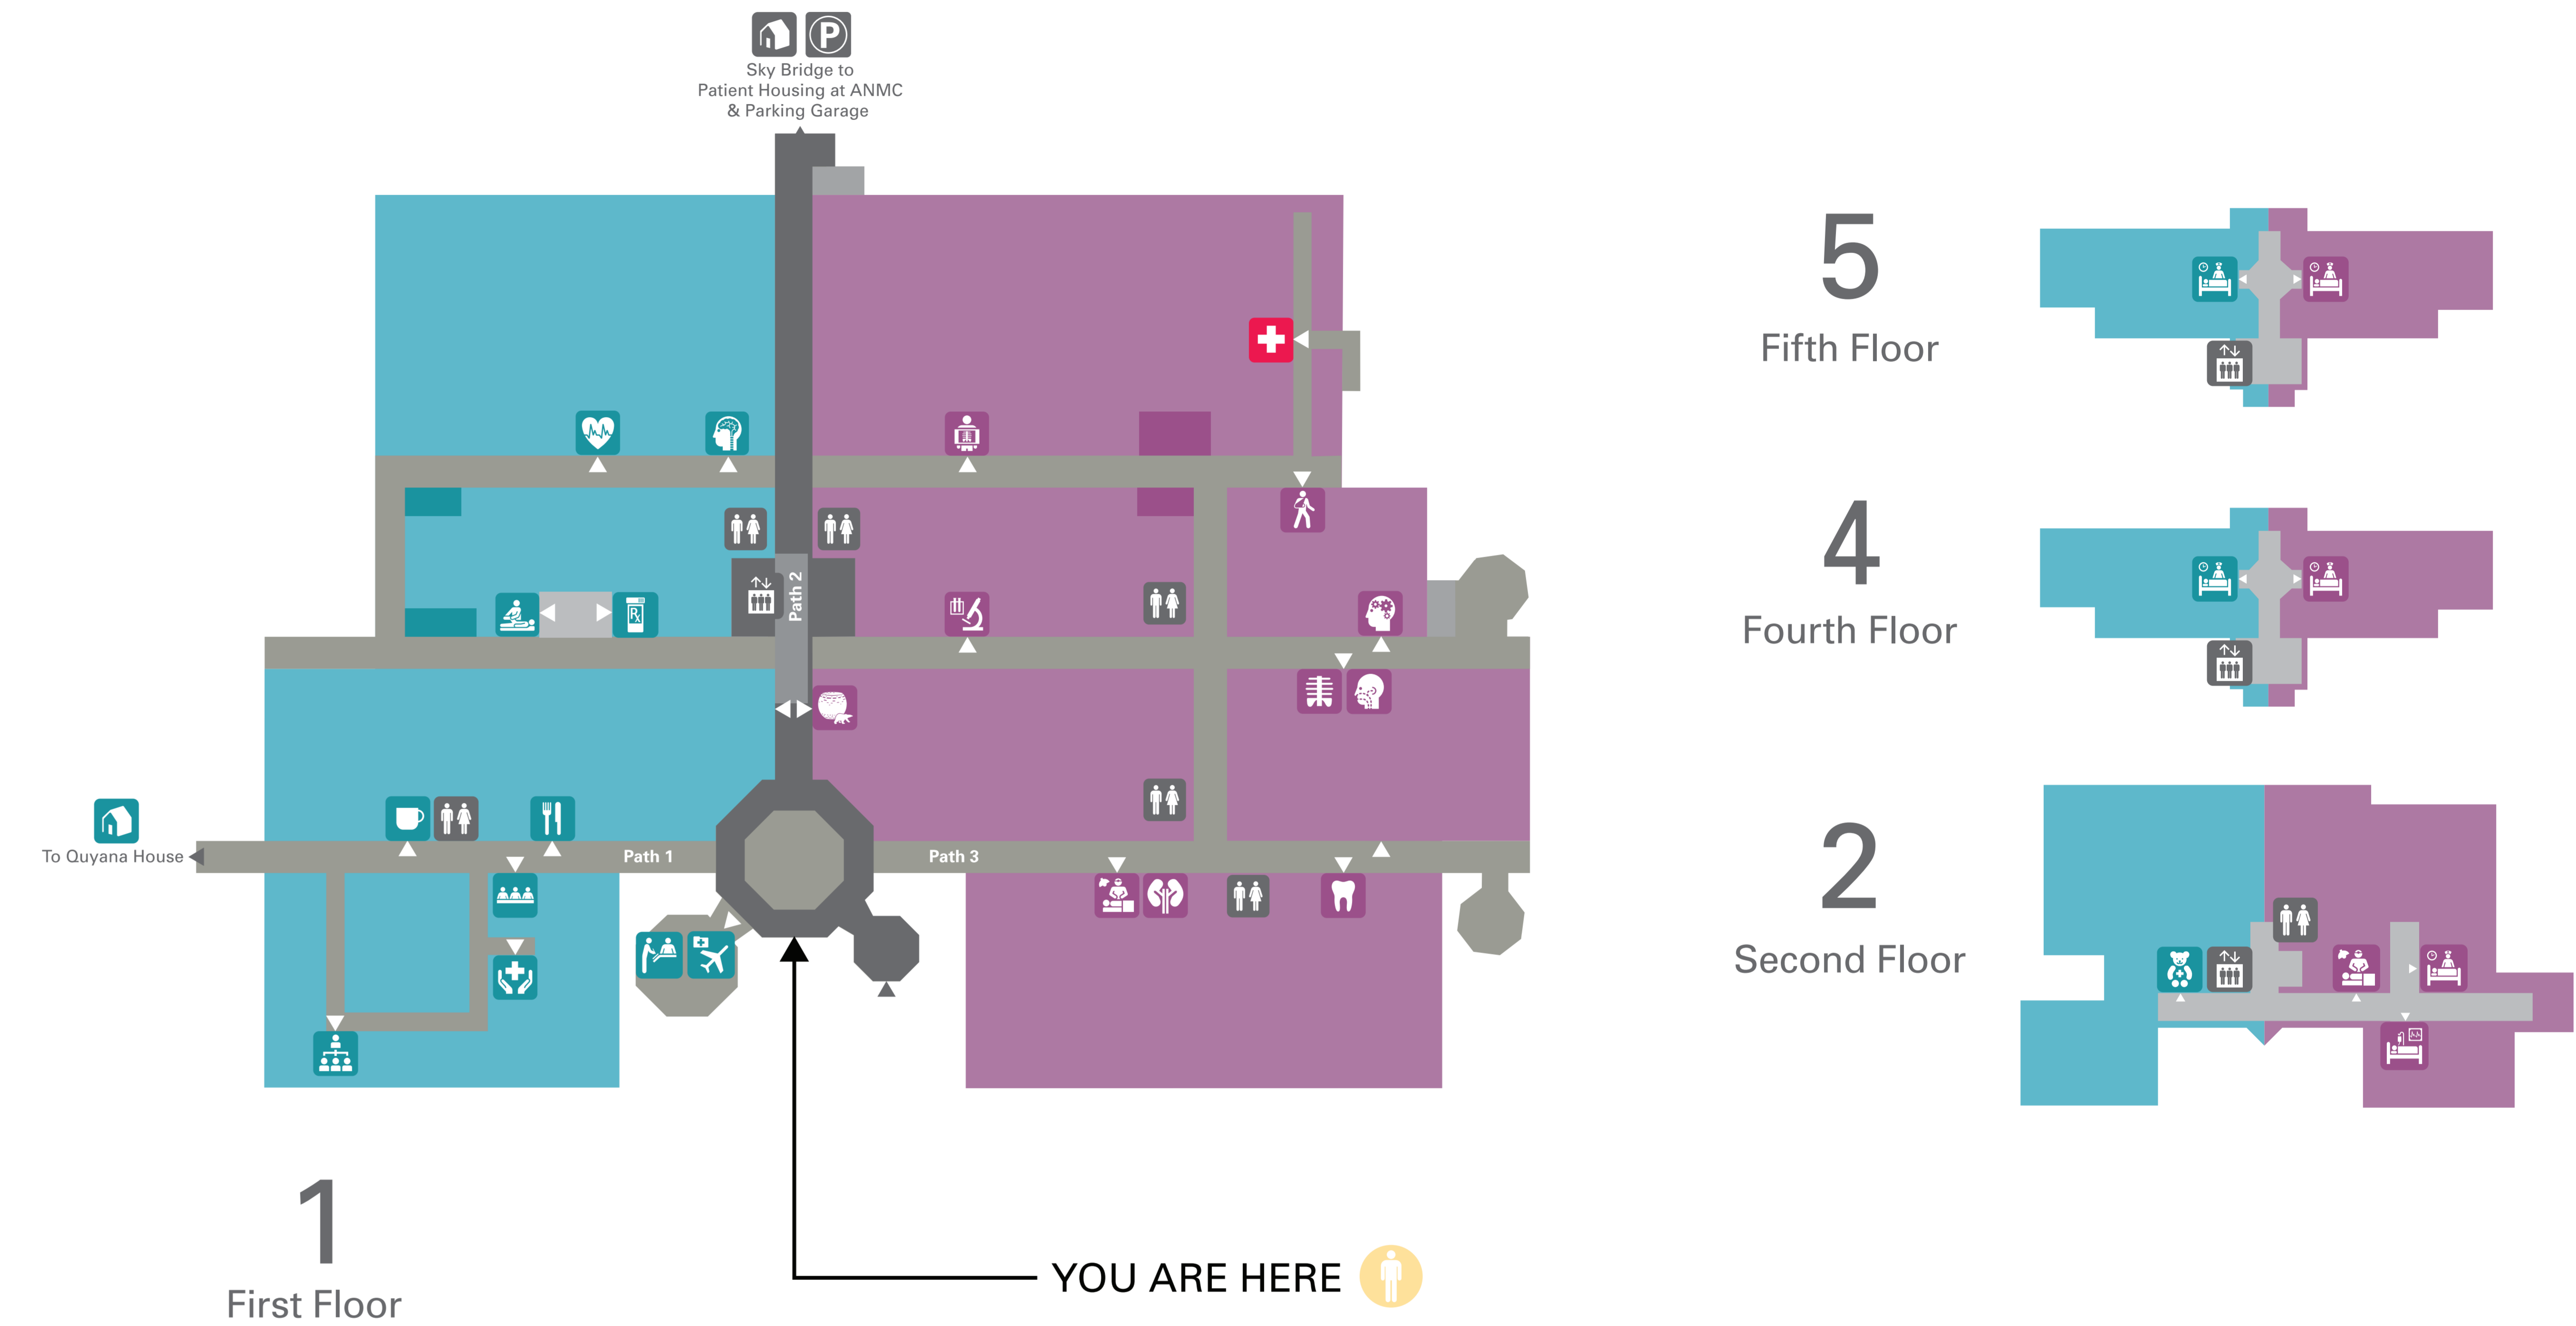 P
Sky Bridge to
Patient Housing at ANMC
& Parking Garage
5
Fifth Floor
Path 2
4
Fourth Floor
Rx
To Quyana House
Path 1
Path 3
2
Second Floor
1
First Floor
YOU ARE HERE